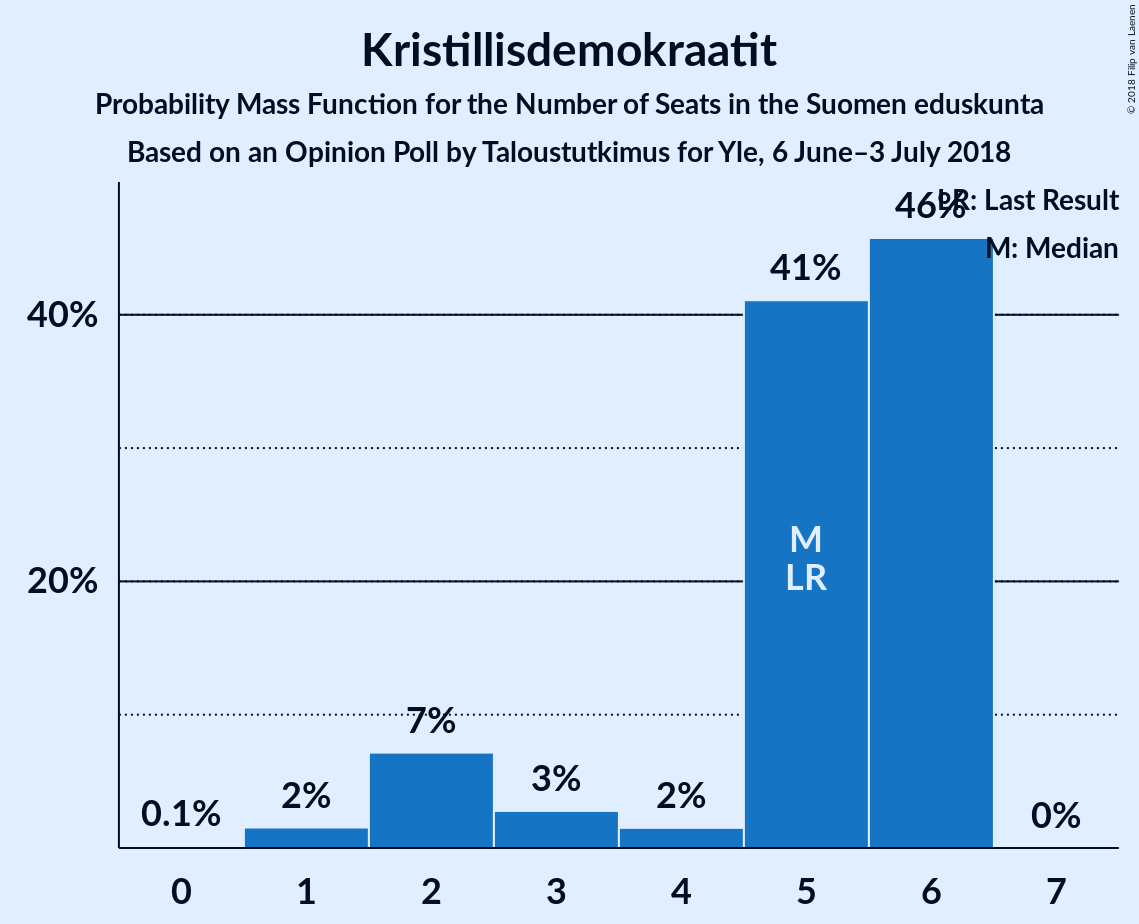 Kristillisdemokraatit
Probability Mass Function for the Number of Seats in the Suomen eduskunta
Based on an Opinion Poll by Taloustutkimus for Yle, 6 June–3 July 2018
© 2018 Filip van Laenen
LR: Last Result
M: Median
46%
41%
40%
M
LR
20%
7%
3%
2%
2%
0.1%
0%
0 1 2 3 4 5 6 7